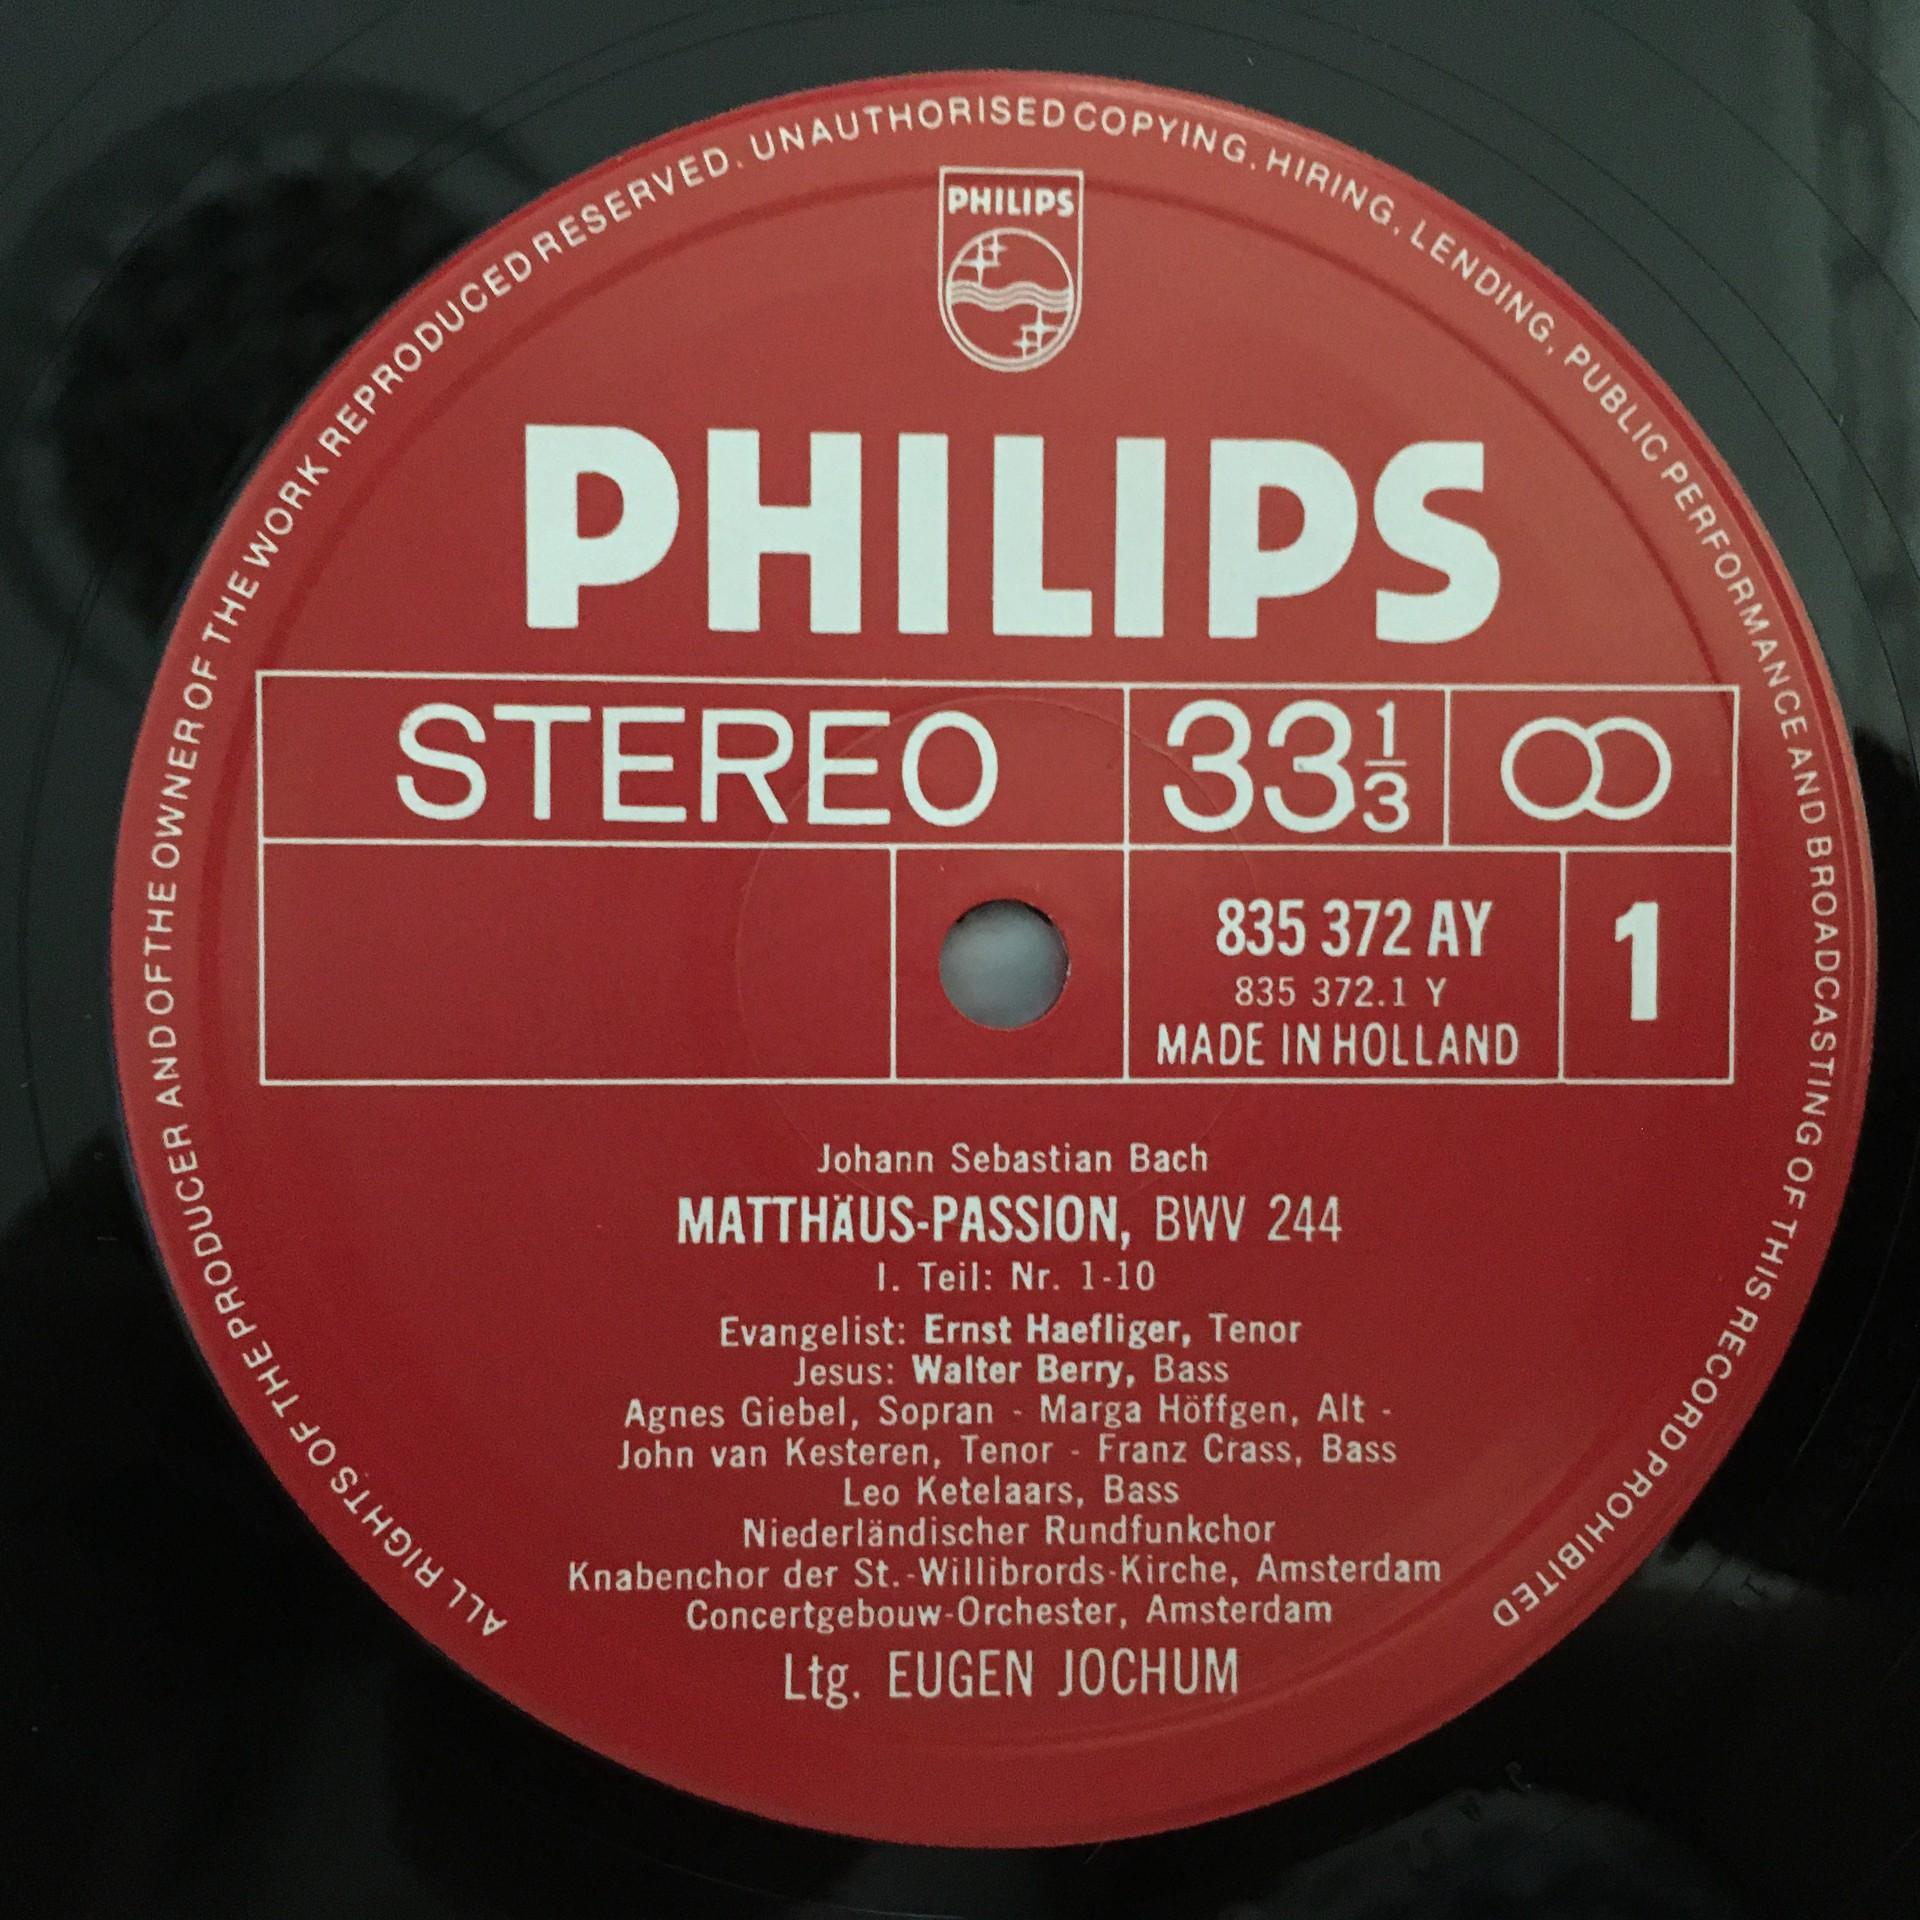 ALL RIGHTS OF THE PRODUCER AND OF THE OWNER OF THE WORK REPRODUCED RESERVED. UNAUTHORISED COPYING, HIRING, LENDING, PUBLIC PERFORMANCE AND BROADCASTING OF THIS RECORD PROHIBITED
PHILIPS
PHILIPS
STEREO 33 1/3
835 372 AY 1
835 372.1 Y
MADE IN HOLLAND
Johann Sebastian Bach
MATTHÄUS-PASSION, BWV 244
I. Teil: Nr. 1-10
Evangelist: Ernst Haefliger, Tenor
Jesus: Walter Berry, Bass
Agnes Giebel, Sopran - Marga Höffgen, Alt -
John van Kesteren, Tenor - Franz Crass, Bass
Leo Ketelaars, Bass
Niederländischer Rundfunkchor
Knabenchor der St.-Willibrords-Kirche, Amsterdam
Concertgebouw-Orchester, Amsterdam
Ltg. EUGEN JOCHUM